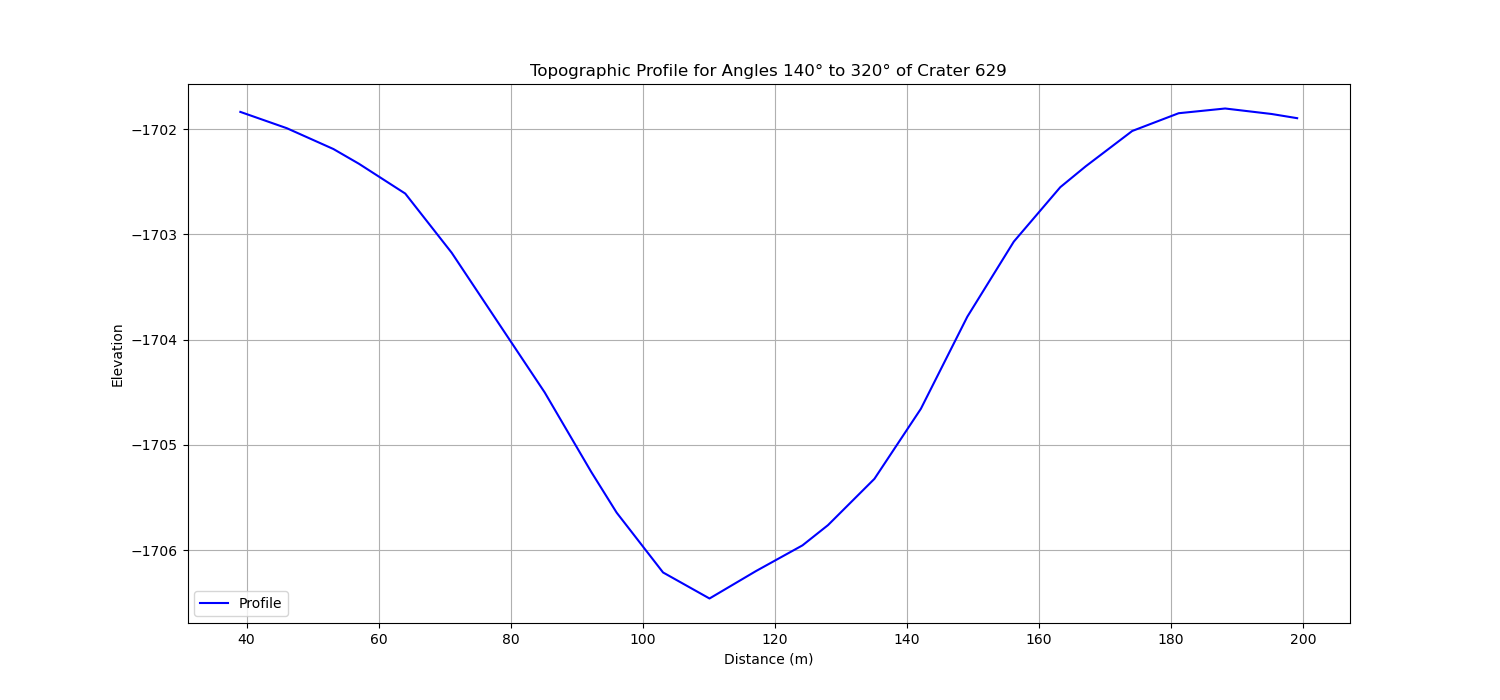 Topographic Profile for Angles 140° to 320° of Crater 629
Elevation
−1702
−1703
−1704
−1705
−1706
Profile
40 60 80 100 120 140 160 180 200
Distance (m)